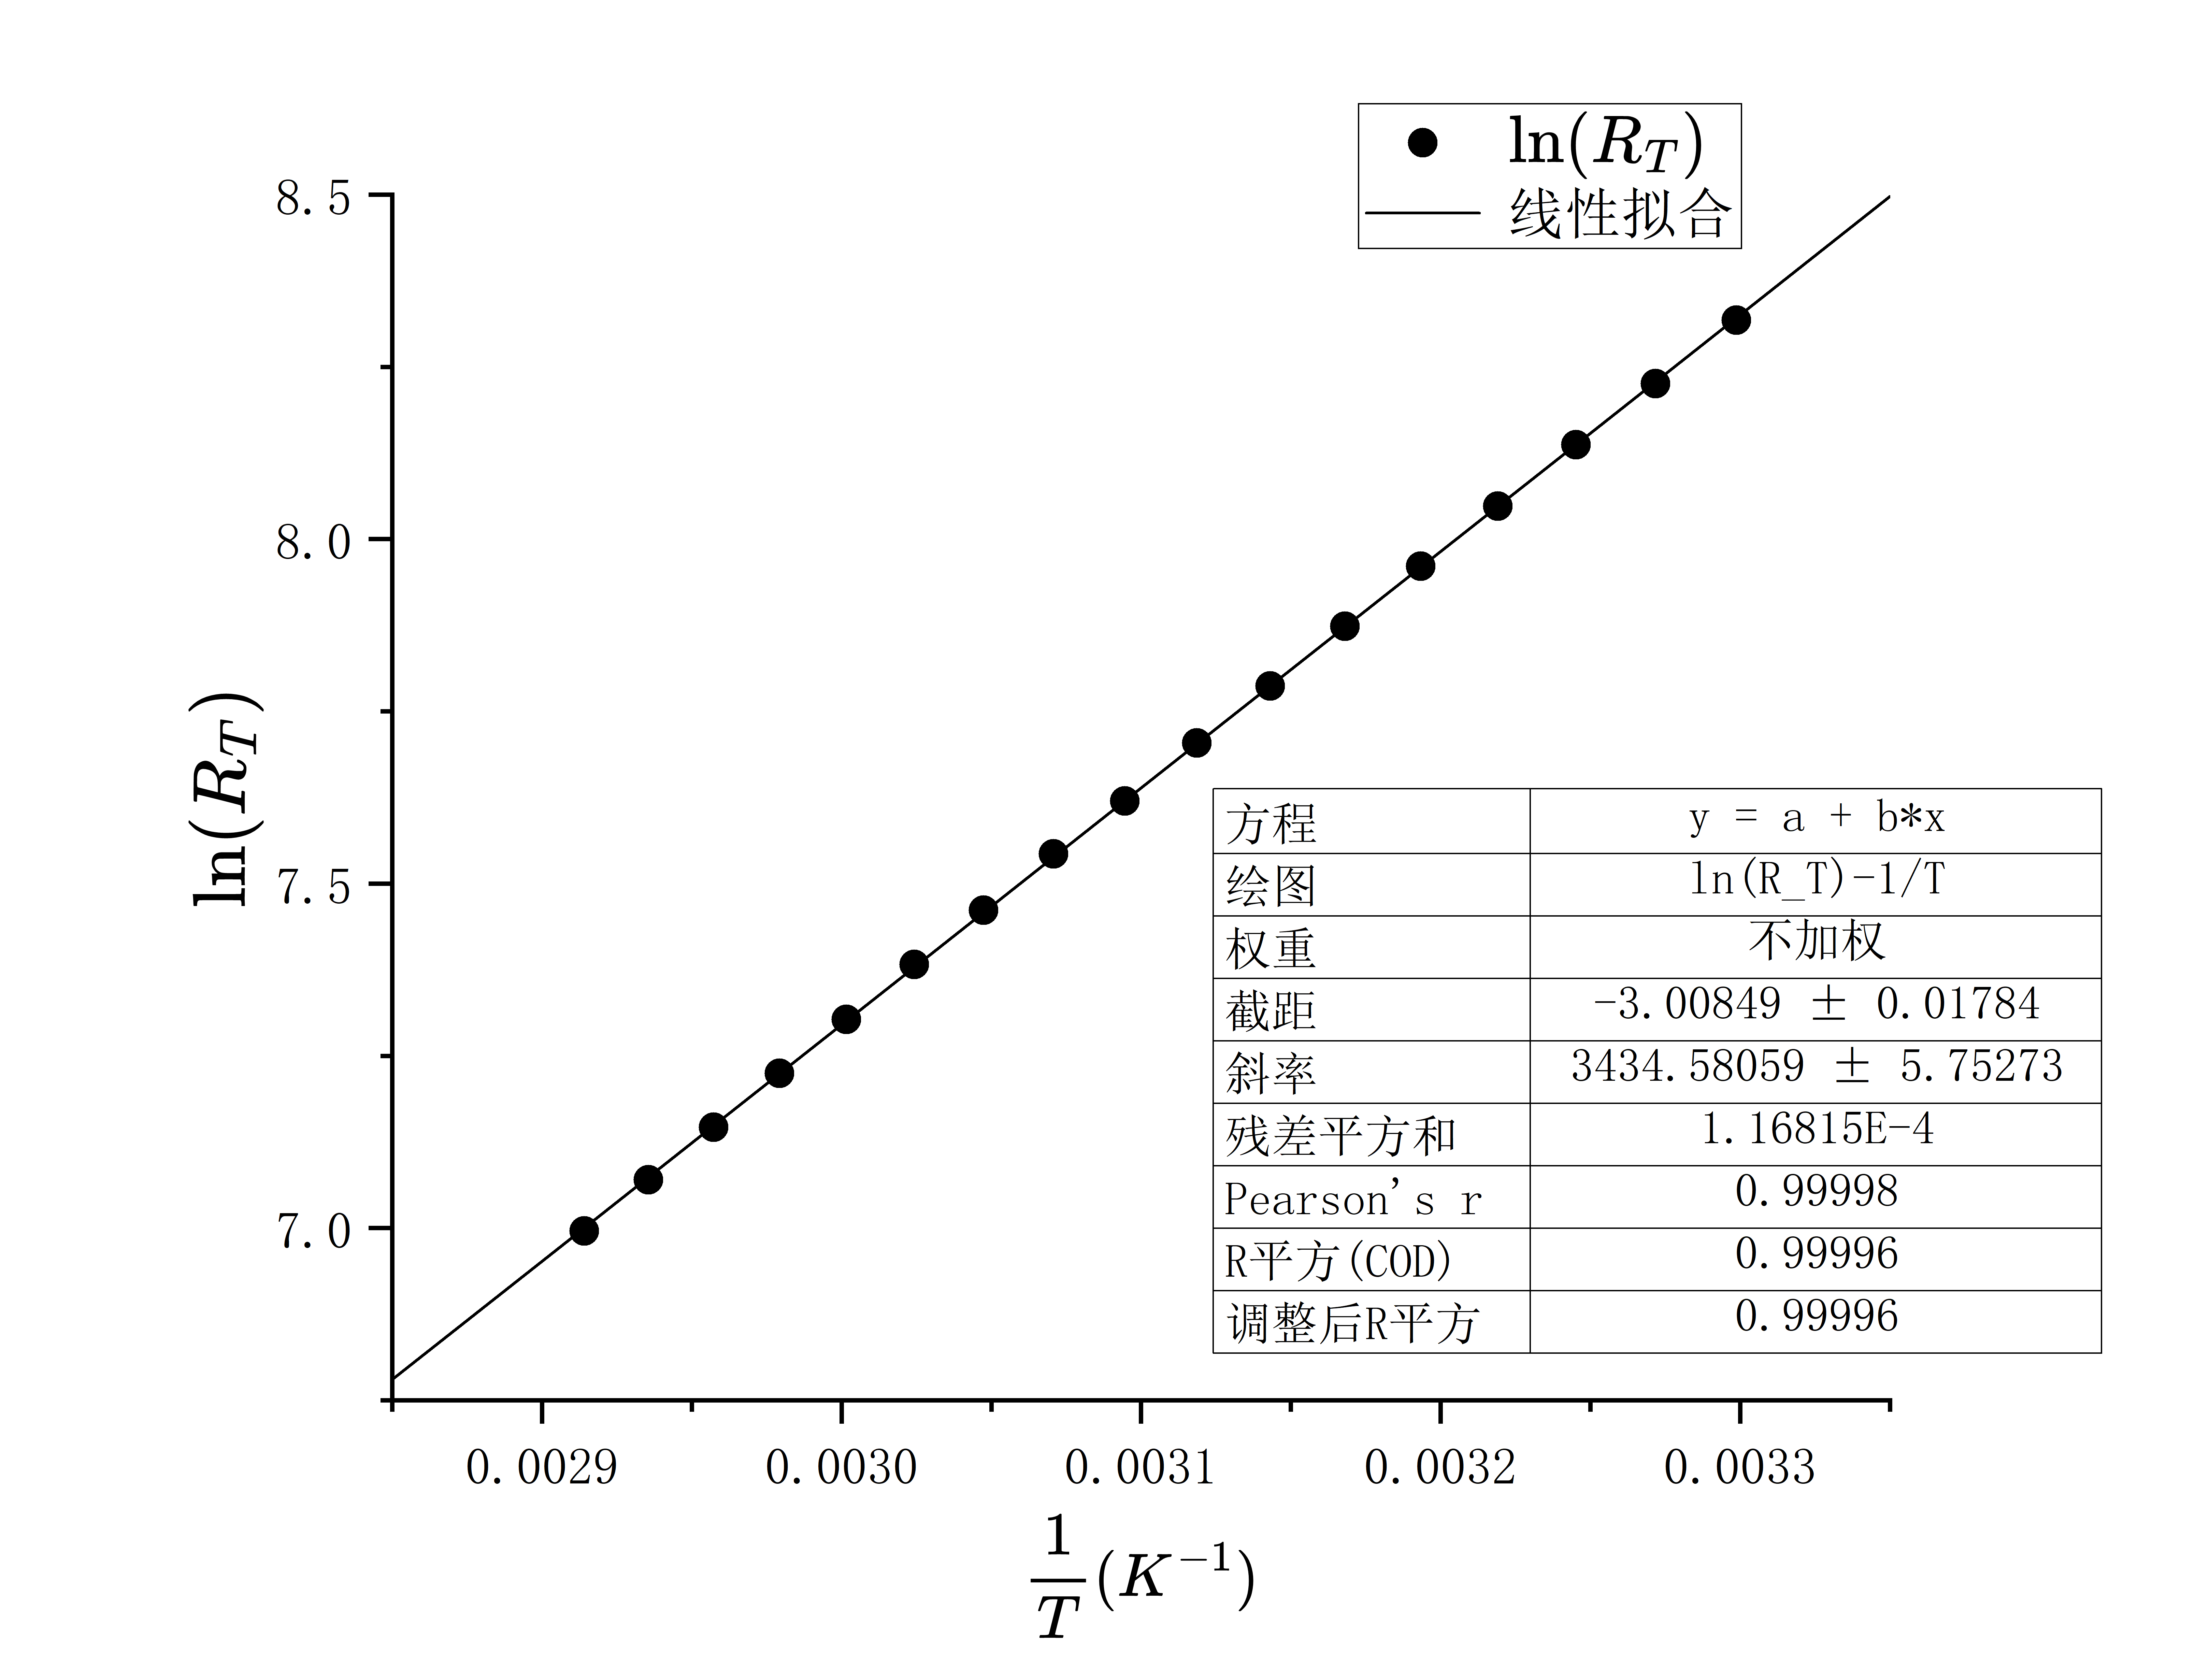 ln(R_T)
线性拟合
8.5
8.0
7.5
7.0
ln(R_T)
方程 y = a + b*x
绘图 ln(R_T)-1/T
权重 不加权
截距 -3.00849 ± 0.01784
斜率 3434.58059 ± 5.75273
残差平方和 1.16815E-4
Pearson's r 0.99998
R平方(COD) 0.99996
调整后R平方 0.99996
0.0029 0.0030 0.0031 0.0032 0.0033
1/T (K⁻¹)